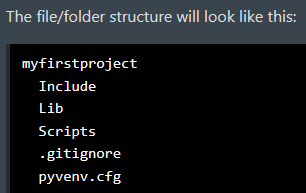 The file/folder structure will look like this:
myfirstproject
  Include
  Lib
  Scripts
  .gitignore
  pyvenv.cfg